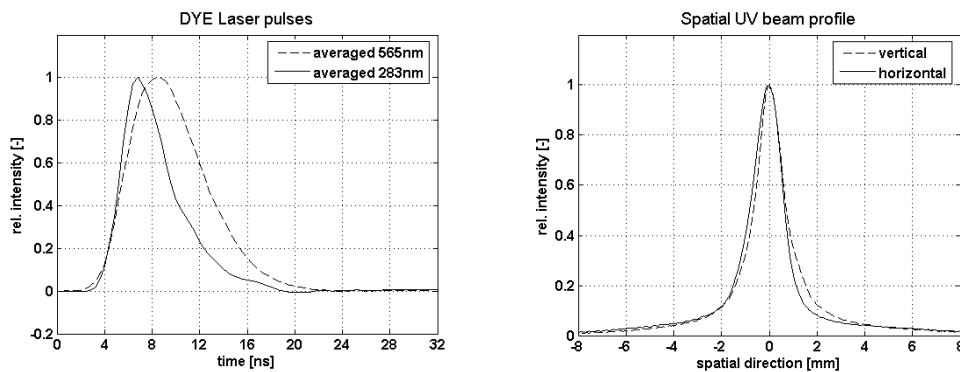 DYE Laser pulses
averaged 565nm
averaged 283nm
rel. intensity [-]
1
0.8
0.6
0.4
0.2
0
-0.2
0 4 8 12 16 20 24 28 32
time [ns]
Spatial UV beam profile
vertical
horizontal
rel. intensity [-]
1
0.8
0.6
0.4
0.2
0
-8 -6 -4 -2 0 2 4 6 8
spatial direction [mm]